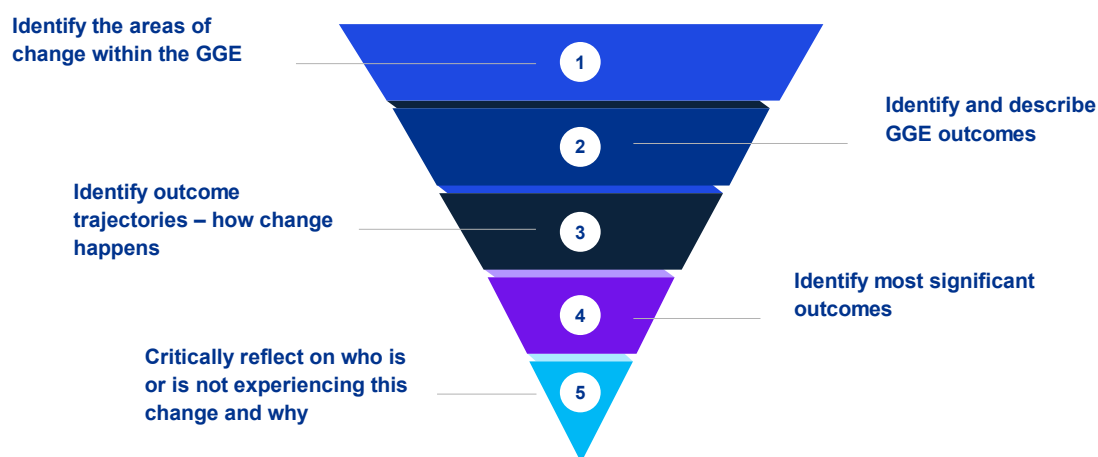 Identify the areas of
change within the GGE
1
Identify and describe
GGE outcomes
2
Identify outcome
trajectories – how change
happens
3
Identify most significant
outcomes
4
Critically reflect on who is
or is not experiencing this
change and why
5